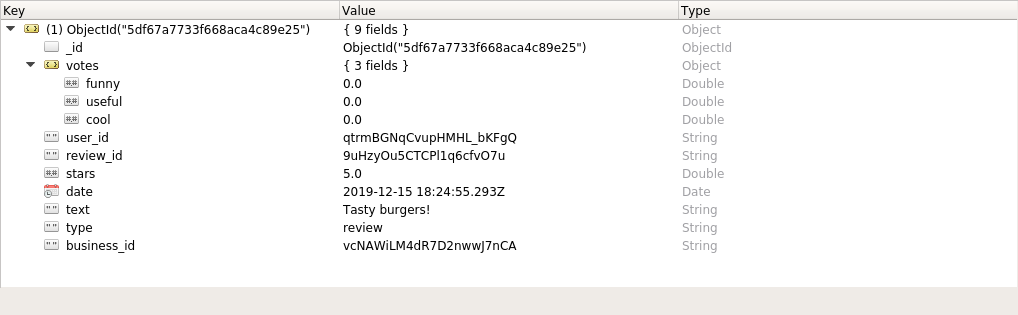 Key Value Type
(1) ObjectId("5df67a7733f668aca4c89e25") { 9 fields } Object
_id ObjectId("5df67a7733f668aca4c89e25") ObjectId
votes { 3 fields } Object
funny 0.0 Double
useful 0.0 Double
cool 0.0 Double
user_id qtrmBGNqCvupHMHL_bKFgQ String
review_id 9uHzyOu5CTCPl1q6cfvO7u String
stars 5.0 Double
date 2019-12-15 18:24:55.293Z Date
text Tasty burgers! String
type review String
business_id vcNAWiLM4dR7D2nwwJ7nCA String